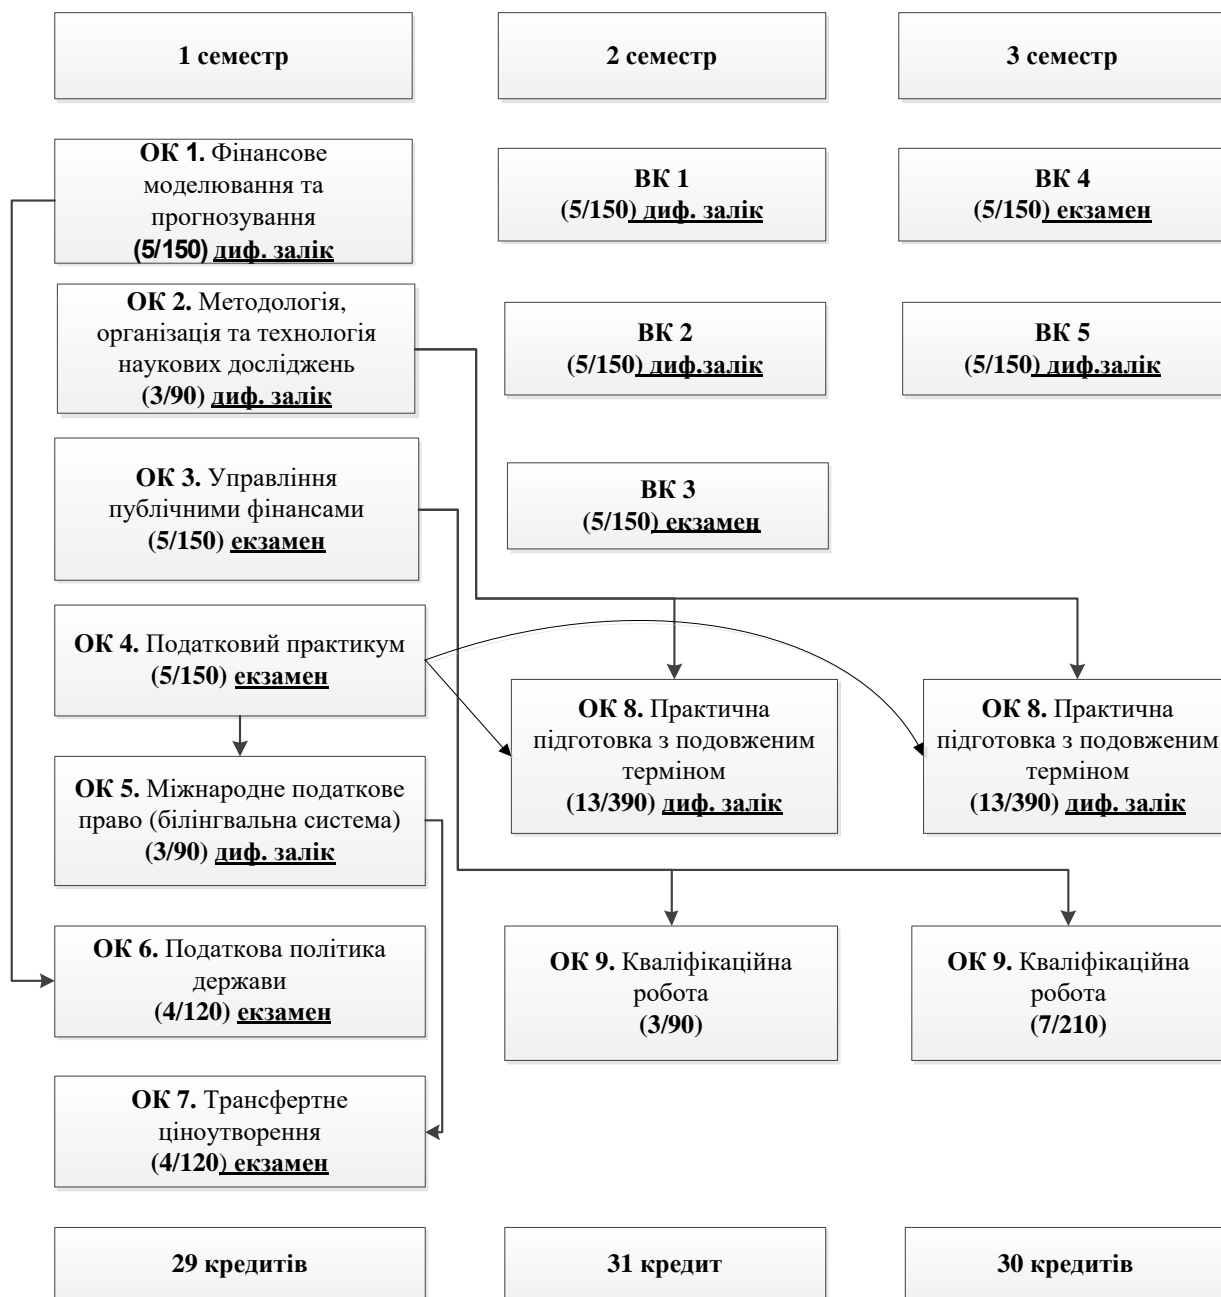 1 семестр
2 семестр
3 семестр
ОК 1. Фінансове
моделювання та
прогнозування
(5/150) диф. залік
ВК 1
(5/150) диф. залік
ВК 4
(5/150) екзамен
ОК 2. Методологія,
організація та технологія
наукових досліджень
(3/90) диф. залік
ВК 2
(5/150) диф.залік
ВК 5
(5/150) диф.залік
ОК 3. Управління
публічними фінансами
(5/150) екзамен
ВК 3
(5/150) екзамен
ОК 4. Податковий практикум
(5/150) екзамен
ОК 8. Практична
підготовка з подовженим
терміном
(13/390) диф. залік
ОК 8. Практична
підготовка з подовженим
терміном
(13/390) диф. залік
ОК 5. Міжнародне податкове
право (білінгвальна система)
(3/90) диф. залік
ОК 6. Податкова політика
держави
(4/120) екзамен
ОК 9. Кваліфікаційна
робота
(3/90)
ОК 9. Кваліфікаційна
робота
(7/210)
ОК 7. Трансфертне
ціноутворення
(4/120) екзамен
29 кредитів
31 кредит
30 кредитів